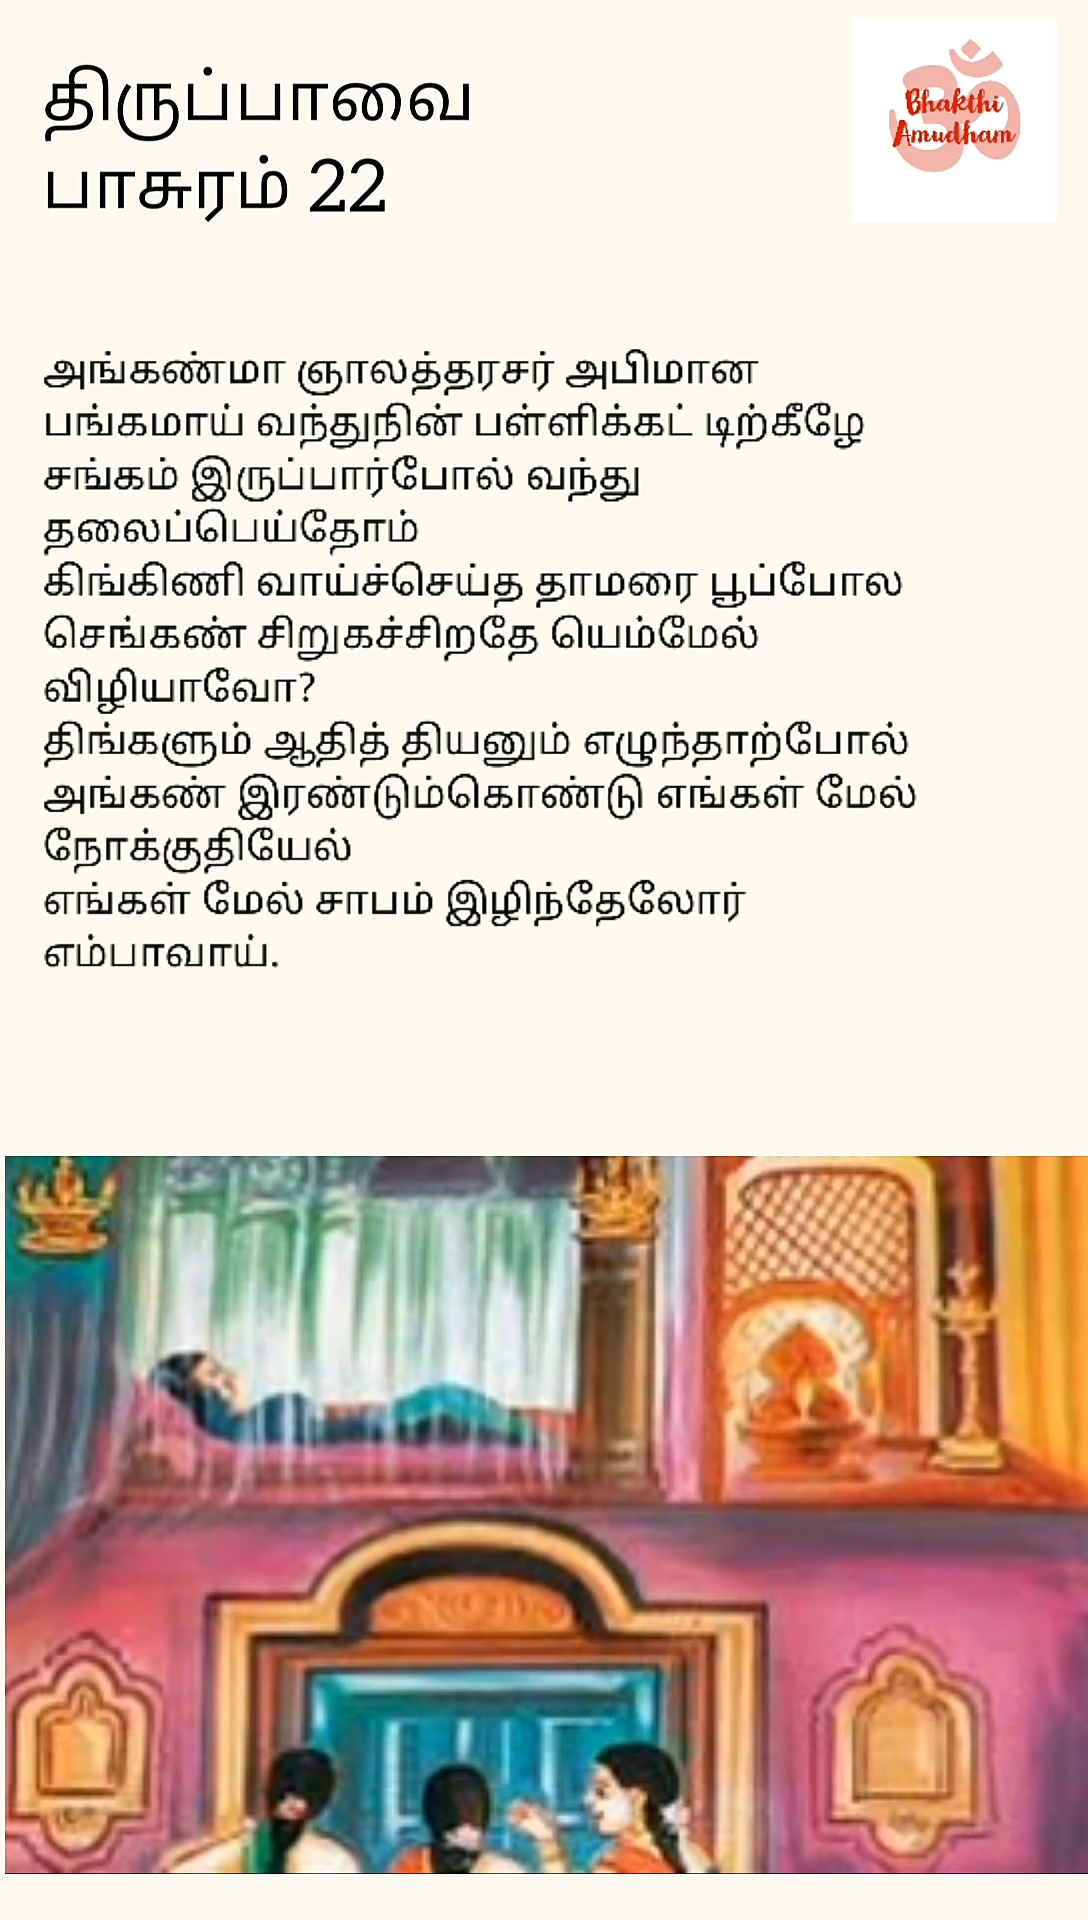 திருப்பாவை
பாசுரம் 22
Bhakthi
Amudham
அங்கண்மா ஞாலத்தரசர் அபிமான
பங்கமாய் வந்துநின் பள்ளிக்கட் டிற்கீழே
சங்கம் இருப்பார்போல் வந்து
தலைப்பெய்தோம்
கிங்கிணி வாய்ச்செய்த தாமரை பூப்போல
செங்கண் சிறுகச்சிறதே யெம்மேல்
விழியாவோ?
திங்களும் ஆதித் தியனும் எழுந்தாற்போல்
அங்கண் இரண்டும்கொண்டு எங்கள் மேல்
நோக்குதியேல்
எங்கள் மேல் சாபம் இழிந்தேலோர்
எம்பாவாய்.